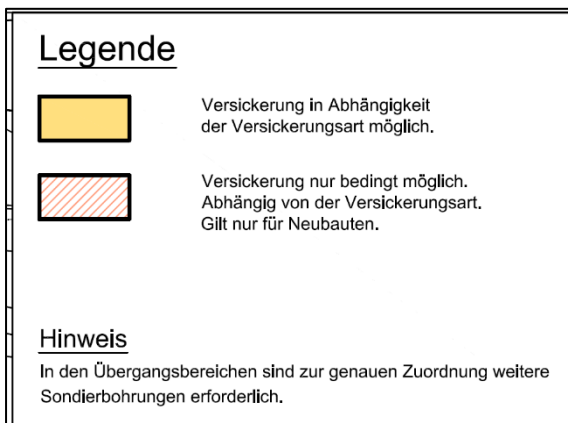 Legende
Versickerung in Abhängigkeit
der Versickerungsart möglich.
Versickerung nur bedingt möglich.
Abhängig von der Versickerungsart.
Gilt nur für Neubauten.
Hinweis
In den Übergangsbereichen sind zur genauen Zuordnung weitere
Sondierbohrungen erforderlich.